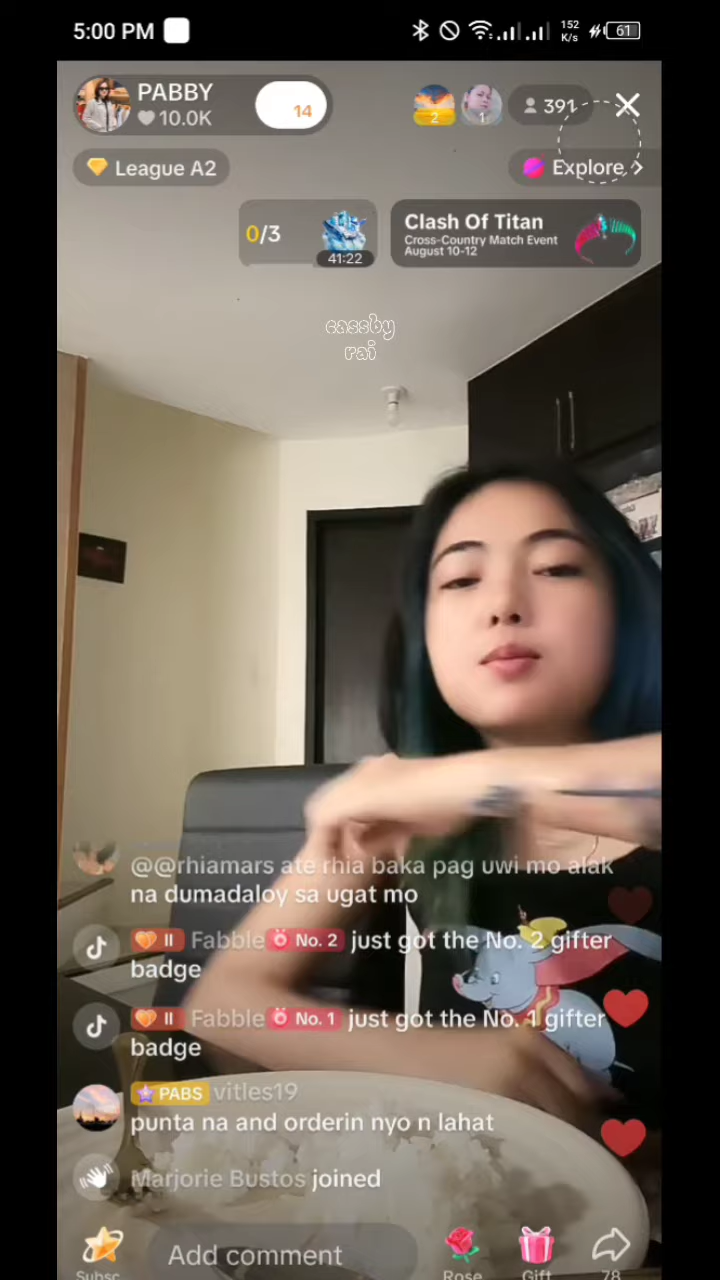 5:00 PM
152
K/s
61
PABBY
10.0K
14
2
1
391
League A2
Explore
0/3
41:22
Clash Of Titan
Cross-Country Match Event
August 10-12
cassby
rai
@@rhiamars ate rhia baka pag uwi mo alak
na dumadaloy sa ugat mo
II Fabble No. 2 just got the No. 2 gifter
badge
II Fabble No. 1 just got the No. 1 gifter
badge
PABS vitles19
punta na and orderin nyo n lahat
Marjorie Bustos joined
Add comment
Subsc
Rose
Gift
78